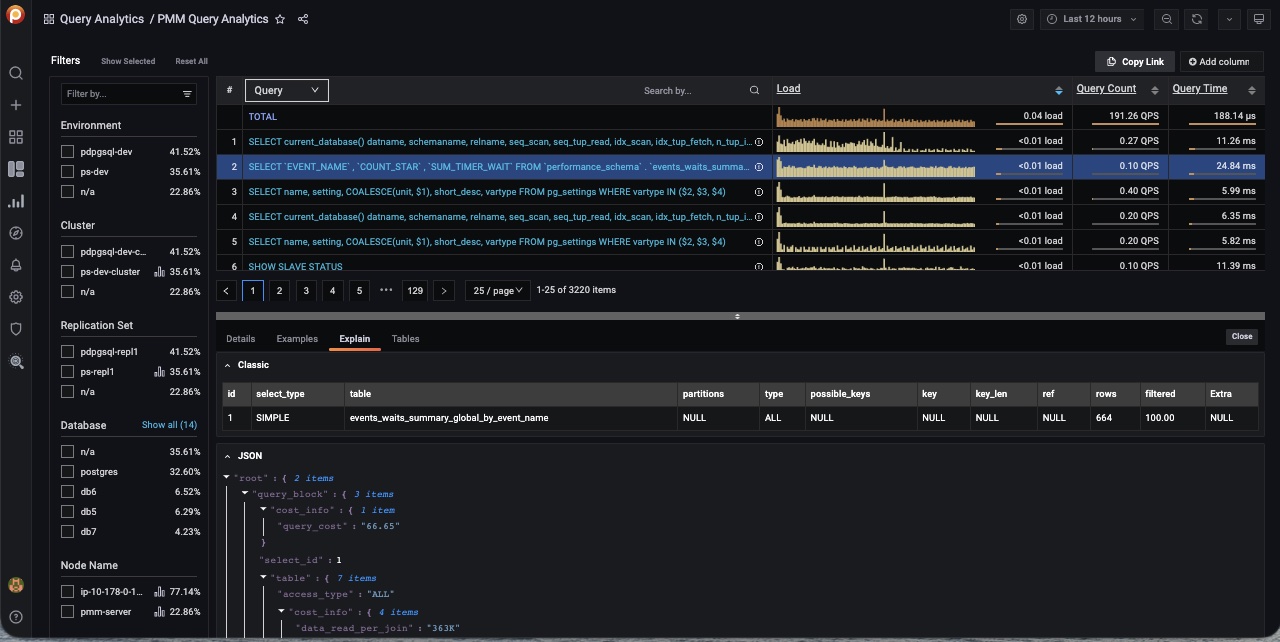 Query Analytics / PMM Query Analytics
Last 12 hours
Filters Show Selected Reset All
Copy Link Add column
Filter by...
# Query Search by... Load Query Count Query Time
TOTAL 0.04 load 191.26 QPS 188.14 µs
1 SELECT current_database() datname, schemaname, relname, seq_scan, seq_tup_read, idx_scan, idx_tup_fetch, n_tup_i... <0.01 load 0.27 QPS 11.26 ms
2 SELECT `EVENT_NAME` , `COUNT_STAR` , `SUM_TIMER_WAIT` FROM `performance_schema` . `events_waits_summa... <0.01 load 0.10 QPS 24.84 ms
3 SELECT name, setting, COALESCE(unit, $1), short_desc, vartype FROM pg_settings WHERE vartype IN ($2, $3, $4) <0.01 load 0.40 QPS 5.99 ms
4 SELECT current_database() datname, schemaname, relname, seq_scan, seq_tup_read, idx_scan, idx_tup_fetch, n_tup_i... <0.01 load 0.20 QPS 6.35 ms
5 SELECT name, setting, COALESCE(unit, $1), short_desc, vartype FROM pg_settings WHERE vartype IN ($2, $3, $4) <0.01 load 0.20 QPS 5.82 ms
6 SHOW SLAVE STATUS <0.01 load 0.10 QPS 11.39 ms
1 2 3 4 5 ••• 129 25 / page 1-25 of 3220 items
Environment
pdpgsql-dev 41.52%
ps-dev 35.61%
n/a 22.86%
Cluster
pdpgsql-dev-c... 41.52%
ps-dev-cluster 35.61%
n/a 22.86%
Replication Set
pdpgsql-repl1 41.52%
ps-repl1 35.61%
n/a 22.86%
Database Show all (14)
n/a 35.61%
postgres 32.60%
db6 6.52%
db5 6.29%
db7 4.23%
Node Name
ip-10-178-0-1... 77.14%
pmm-server 22.86%
Details Examples Explain Tables Close
Classic
id select_type table partitions type possible_keys key key_len ref rows filtered Extra
1 SIMPLE events_waits_summary_global_by_event_name NULL ALL NULL NULL NULL NULL 664 100.00 NULL
JSON
"root" : { 2 items
"query_block" : { 3 items
"cost_info" : { 1 item
"query_cost" : "66.65"
}
"select_id" : 1
"table" : { 7 items
"access_type" : "ALL"
"cost_info" : { 4 items
"data_read_per_join" : "363K"